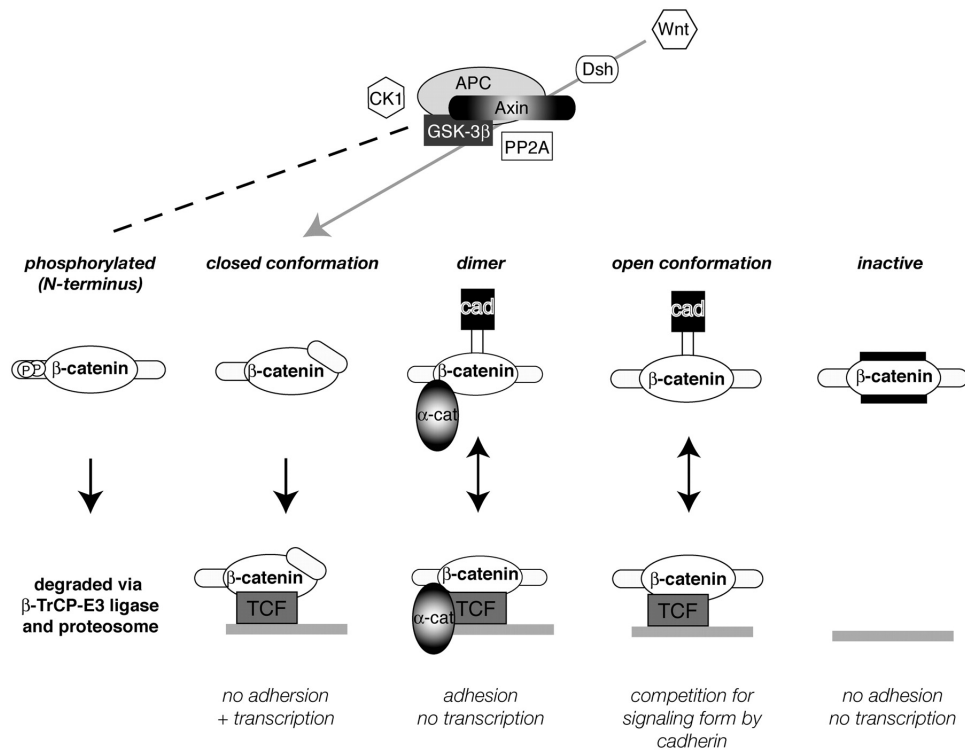 Wnt
Dsh
APC
CK1
Axin
GSK-3β
PP2A
phosphorylated
(N-terminus)
closed conformation
dimer
open conformation
inactive
cad
cad
P P
β-catenin
β-catenin
β-catenin
β-catenin
β-catenin
α-cat
degraded via
β-TrCP-E3 ligase
and proteosome
β-catenin
TCF
β-catenin
α-cat
TCF
β-catenin
TCF
no adhersion
+ transcription
adhesion
no transcription
competition for
signaling form by
cadherin
no adhesion
no transcription